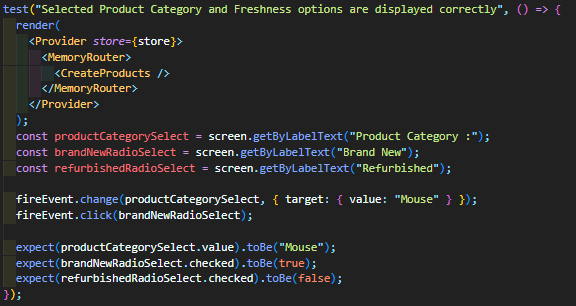 test("Selected Product Category and Freshness options are displayed correctly", () => {
  render(
    <Provider store={store}>
      <MemoryRouter>
        <CreateProducts />
      </MemoryRouter>
    </Provider>
  );
  const productCategorySelect = screen.getByLabelText("Product Category :");
  const brandNewRadioSelect = screen.getByLabelText("Brand New");
  const refurbishedRadioSelect = screen.getByLabelText("Refurbished");

  fireEvent.change(productCategorySelect, { target: { value: "Mouse" } });
  fireEvent.click(brandNewRadioSelect);

  expect(productCategorySelect.value).toBe("Mouse");
  expect(brandNewRadioSelect.checked).toBe(true);
  expect(refurbishedRadioSelect.checked).toBe(false);
});